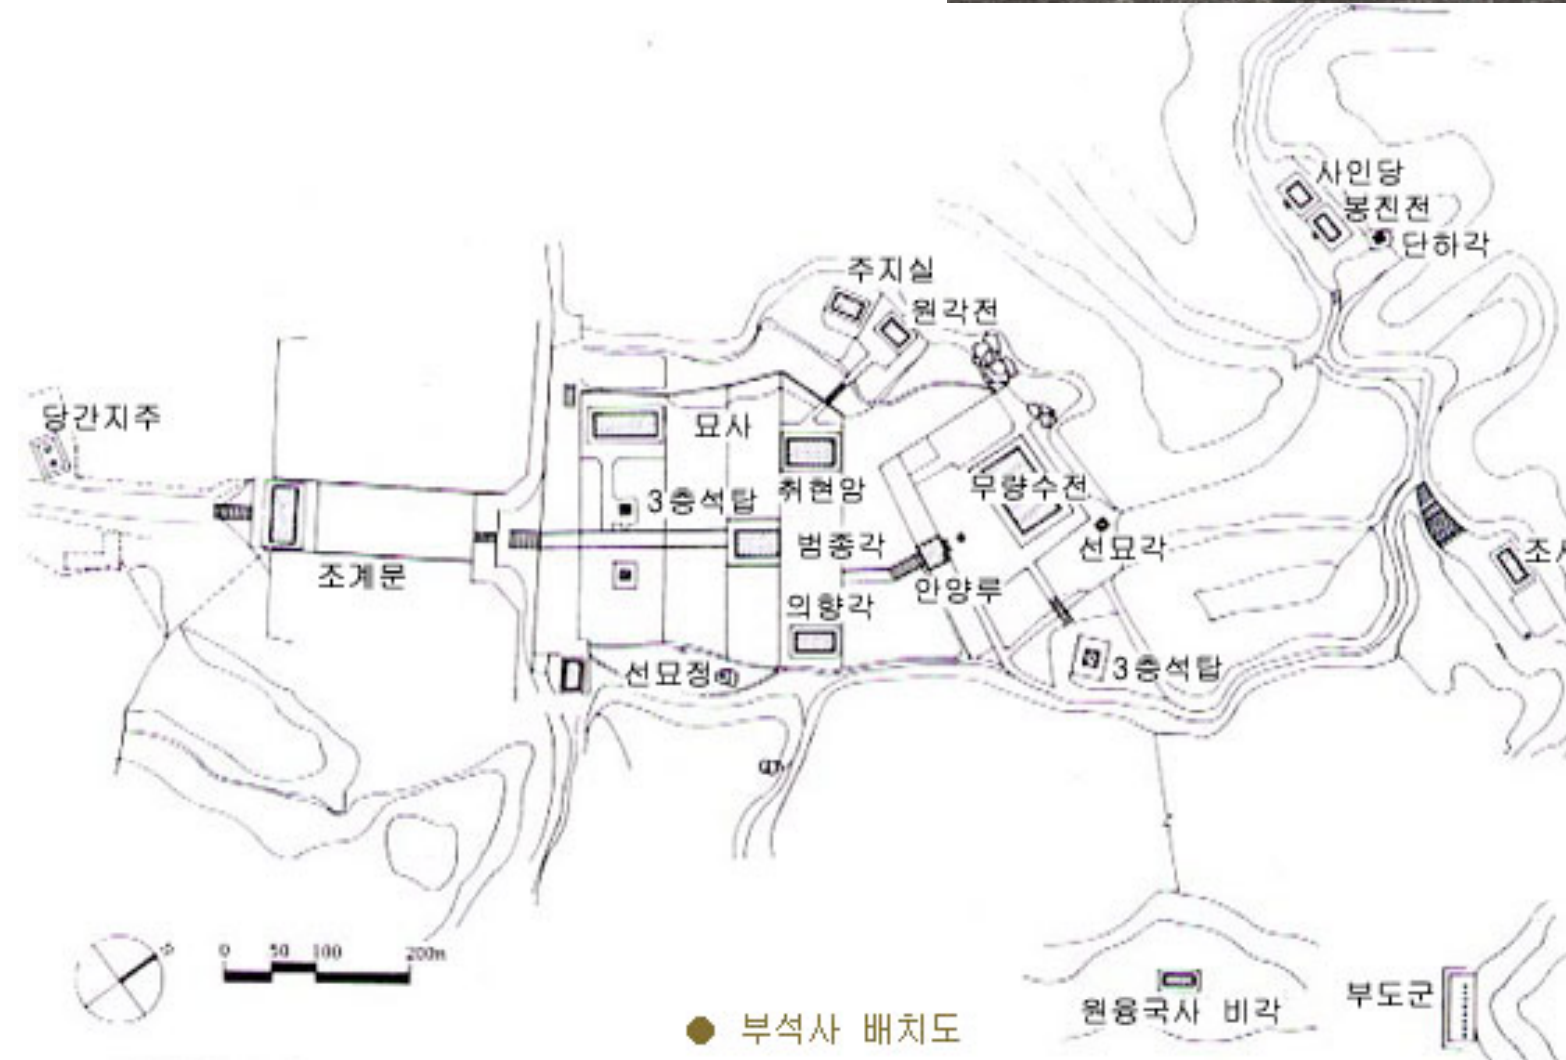 사인당
봉진전
단하각
주지실
원각전
당간지주
묘사
3층석탑
취현암
무량수전
범종각
선묘각
조계문
안양루
의향각
선묘정
3층석탑
0 50 100 200m
원융국사 비각
부도군
● 부석사 배치도